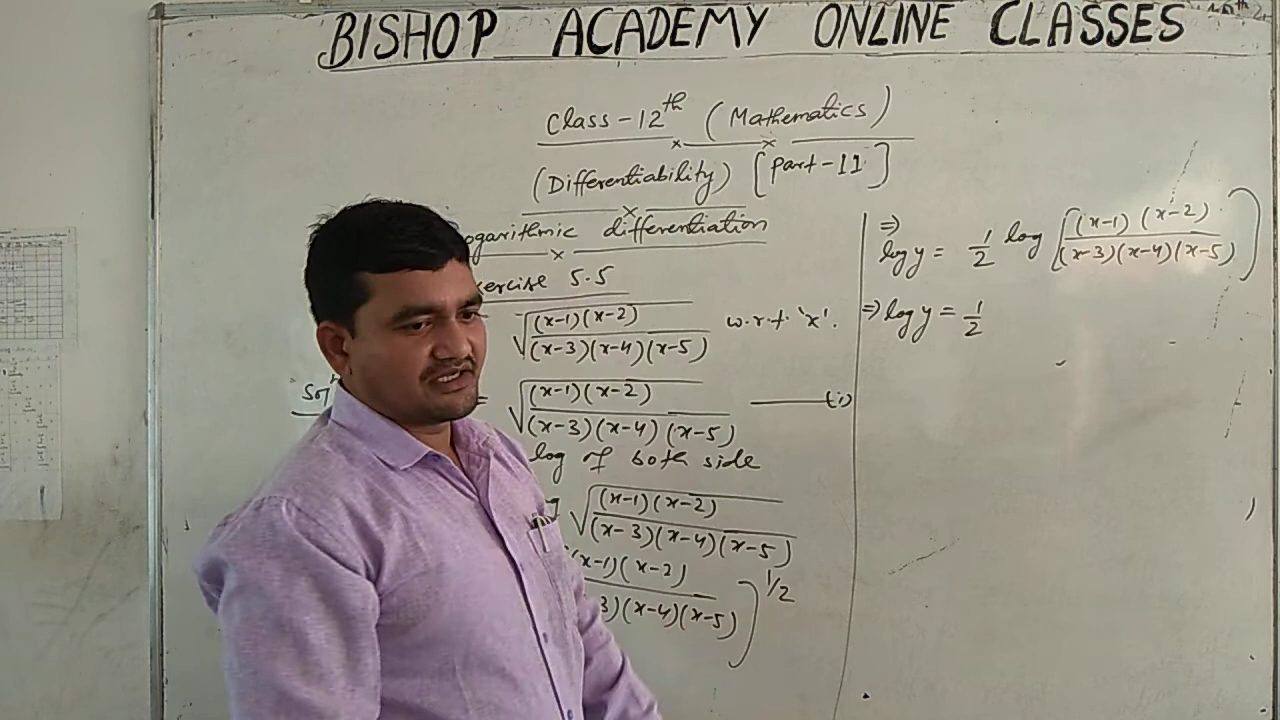 BISHOP ACADEMY ONLINE CLASSES
Class-12th (Mathematics)
(Differentiability) [Part-11]
ogarithmic differentiation
xercise 5.5
√((x-1)(x-2) / (x-3)(x-4)(x-5)) w.r.t 'x'.
Solⁿ = √((x-1)(x-2) / (x-3)(x-4)(x-5)) ——(i)
log of both side
g √((x-1)(x-2) / (x-3)(x-4)(x-5))
(x-1)(x-2) / 3)(x-4)(x-5))^1/2
⇒
log y = 1/2 log [(x-1)(x-2) / (x-3)(x-4)(x-5))
⇒ log y = 1/2